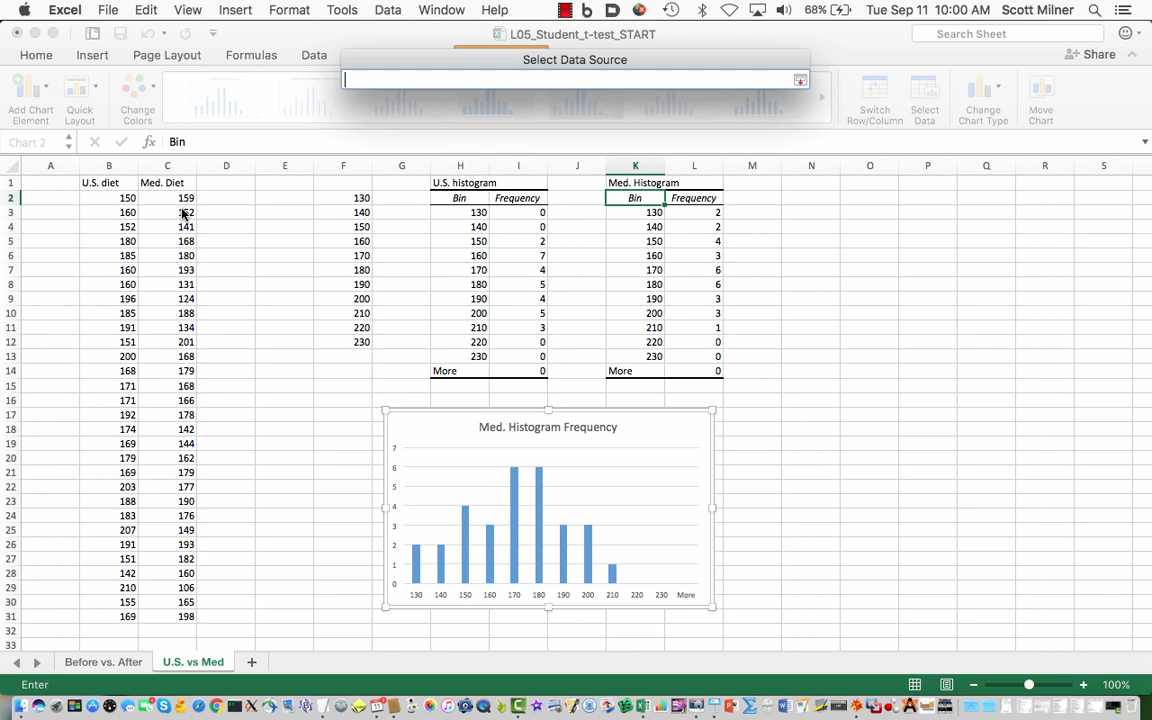 Excel File Edit View Insert Format Tools Data Window Help 68% Tue Sep 11 10:00 AM Scott Milner
L05_Student_t-test_START
Search Sheet
Select Data Source
Home Insert Page Layout Formulas Data
Share
Add Chart Element
Quick Layout
Change Colors
Switch Row/Column
Select Data
Change Chart Type
Move Chart
Chart 2 fx Bin
A B C D E F G H I J K L M N O P Q R S
1 U.S. diet Med. Diet U.S. histogram Med. Histogram
2 150 159 130 Bin Frequency Bin Frequency
3 160 140 130 0 130 2
4 152 141 150 140 0 140 2
5 180 168 160 150 2 150 4
6 185 180 170 160 7 160 3
7 160 193 180 170 4 170 6
8 160 131 190 180 5 180 6
9 196 124 200 190 4 190 3
10 185 188 210 200 5 200 3
11 191 134 220 210 3 210 1
12 151 201 230 220 0 220 0
13 200 168 230 0 230 0
14 168 179 More 0 More 0
15 171 168
16 171 166
17 192 178
18 174 142
19 169 144
20 179 162
21 169 179
22 203 177
23 188 190
24 183 176
25 207 149
26 191 193
27 151 182
28 142 160
29 210 106
30 155 165
31 169 198
32
33
Med. Histogram Frequency
7
6
5
4
3
2
1
0
130 140 150 160 170 180 190 200 210 220 230 More
Before vs. After U.S. vs Med +
Enter
100%